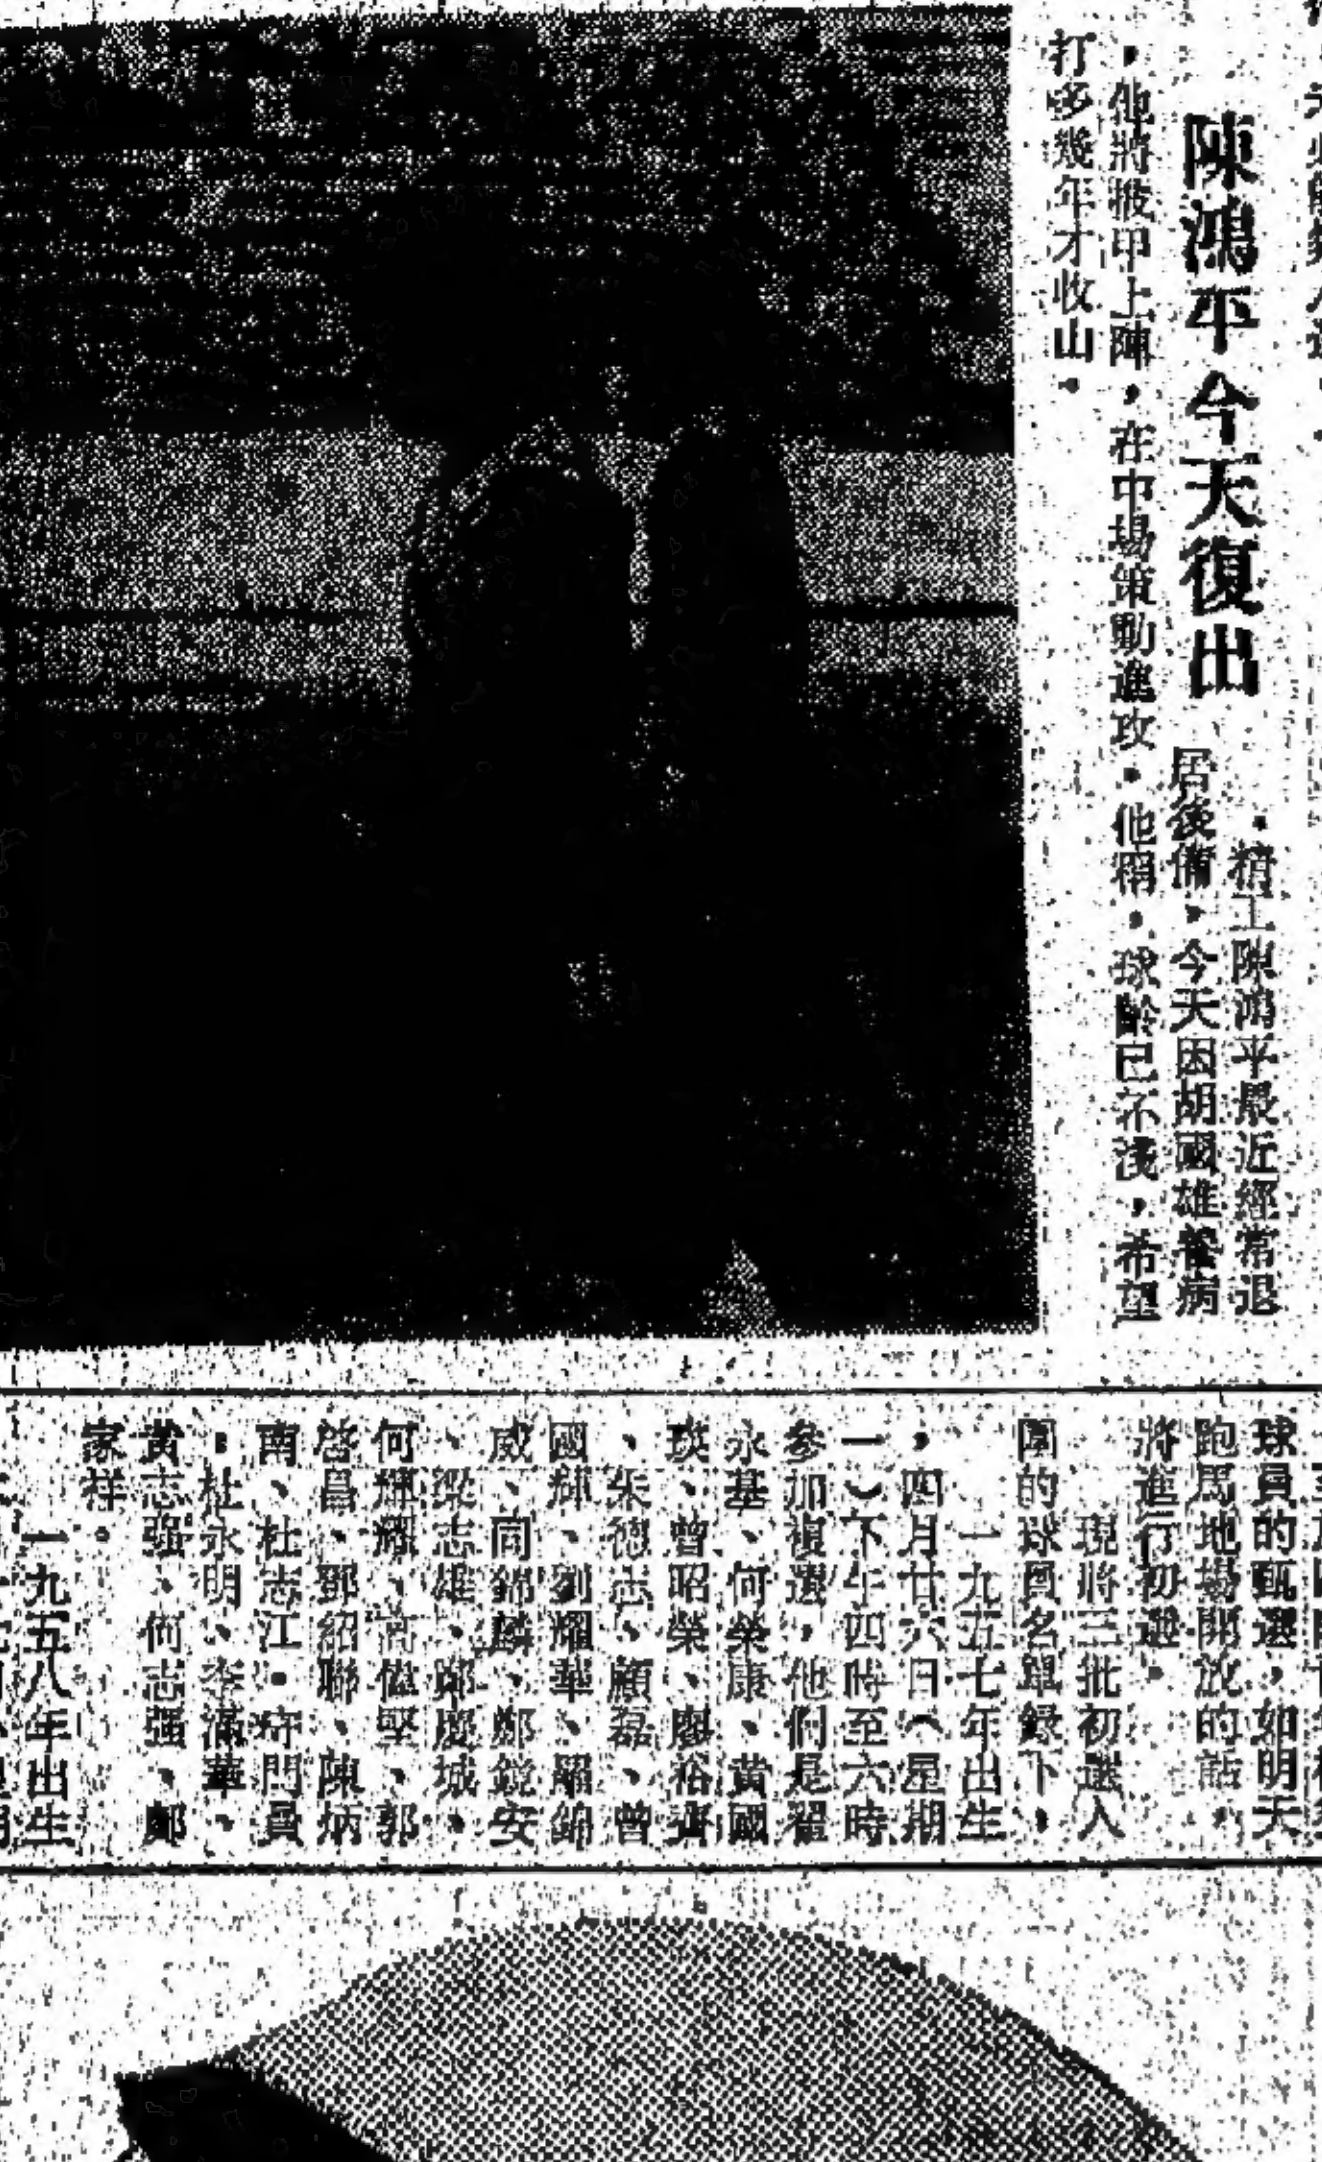 陳鴻平今天復出
·精工陳鴻平最近經常退
居後備,今天因胡國雄養病
,他將披甲上陣,在中場策動進攻·他稱,球齡已不淺,希望
打多幾年才收山·
球員的甄選,如明天
跑馬地場開放的話,
將進行初選·
現將三批初選入
圍的球員名單錄下,
一九五七年出生
,四月廿六日(星期
一)下午四時至六時
參加複選,他們是翟
永基、何榮康、黃國
瑛、曾昭榮、廖裕齊
、朱德志、顧磊、曾
國輝、劉耀華、羅錦
威、同錦麟、鄭鏡安
、梁志雄、鄭慶城、
何輝耀、高偉堅、郭
啓昌、鄧紹聯、陳炳
南、杜志江·守門員
:杜永明、李滿華、
黃志强、何志强、鄭
家祥。
一九五八年出生